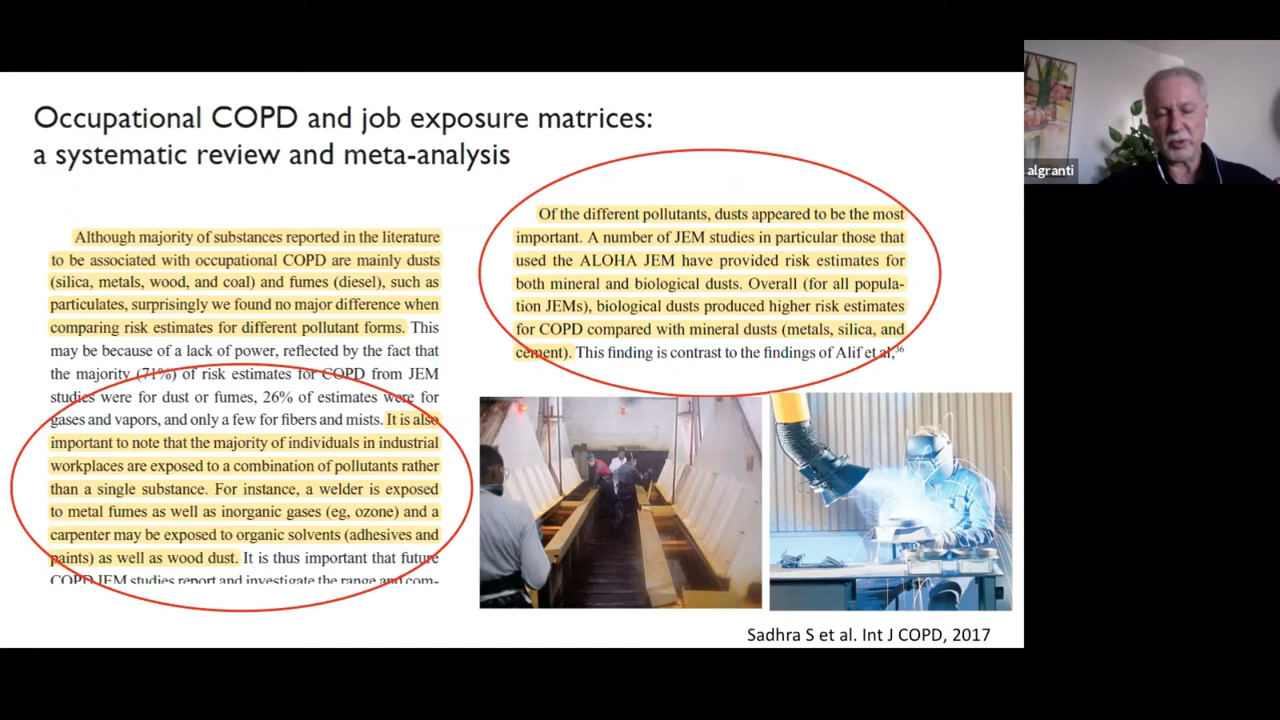 Occupational COPD and job exposure matrices:
a systematic review and meta-analysis
Although majority of substances reported in the literature
to be associated with occupational COPD are mainly dusts
(silica, metals, wood, and coal) and fumes (diesel), such as
particulates, surprisingly we found no major difference when
comparing risk estimates for different pollutant forms. This
may be because of a lack of power, reflected by the fact that
the majority (71%) of risk estimates for COPD from JEM
studies were for dust or fumes, 26% of estimates were for
gases and vapors, and only a few for fibers and mists. It is also
important to note that the majority of individuals in industrial
workplaces are exposed to a combination of pollutants rather
than a single substance. For instance, a welder is exposed
to metal fumes as well as inorganic gases (eg, ozone) and a
carpenter may be exposed to organic solvents (adhesives and
paints) as well as wood dust. It is thus important that future
COPD JEM studies report and investigate the range and com-
Of the different pollutants, dusts appeared to be the most
important. A number of JEM studies in particular those that
used the ALOHA JEM have provided risk estimates for
both mineral and biological dusts. Overall (for all popula-
tion JEMs), biological dusts produced higher risk estimates
for COPD compared with mineral dusts (metals, silica, and
cement). This finding is contrast to the findings of Alif et al,36
Sadhra S et al. Int J COPD, 2017
algranti